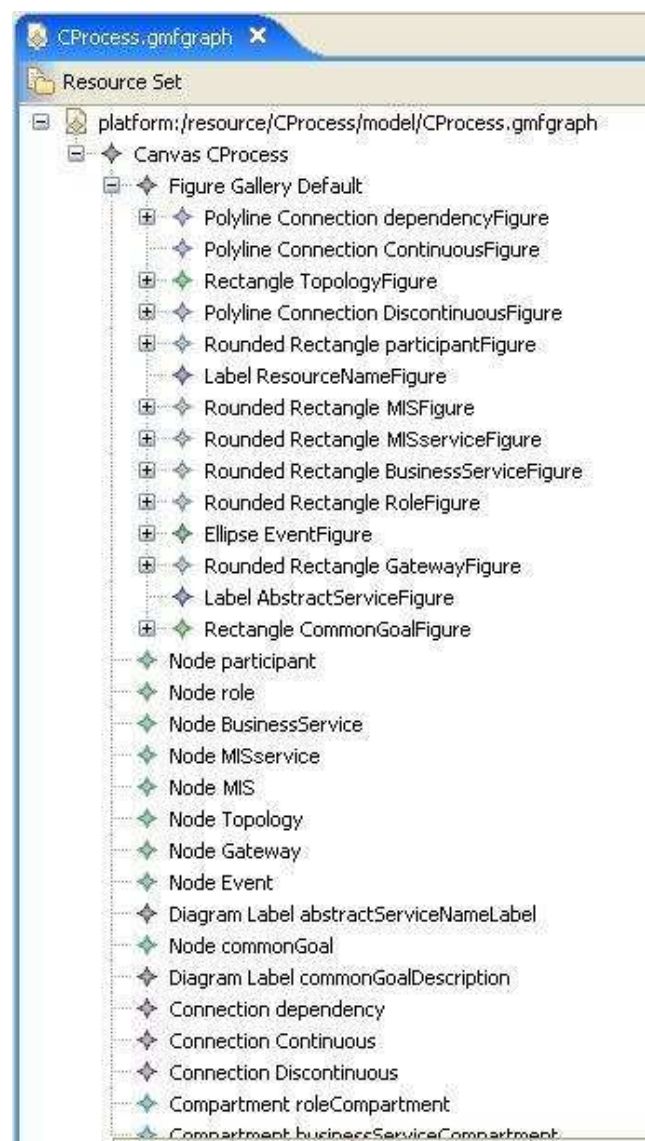 CProcess.gmfgraph
Resource Set
platform:/resource/CProcess/model/CProcess.gmfgraph
Canvas CProcess
Figure Gallery Default
Polyline Connection dependencyFigure
Polyline Connection ContinuousFigure
Rectangle TopologyFigure
Polyline Connection DiscontinuousFigure
Rounded Rectangle participantFigure
Label ResourceNameFigure
Rounded Rectangle MISFigure
Rounded Rectangle MISserviceFigure
Rounded Rectangle BusinessServiceFigure
Rounded Rectangle RoleFigure
Ellipse EventFigure
Rounded Rectangle GatewayFigure
Label AbstractServiceFigure
Rectangle CommonGoalFigure
Node participant
Node role
Node BusinessService
Node MISservice
Node MIS
Node Topology
Node Gateway
Node Event
Diagram Label abstractServiceNameLabel
Node commonGoal
Diagram Label commonGoalDescription
Connection dependency
Connection Continuous
Connection Discontinuous
Compartment roleCompartment
Compartment businessServiceCompartment